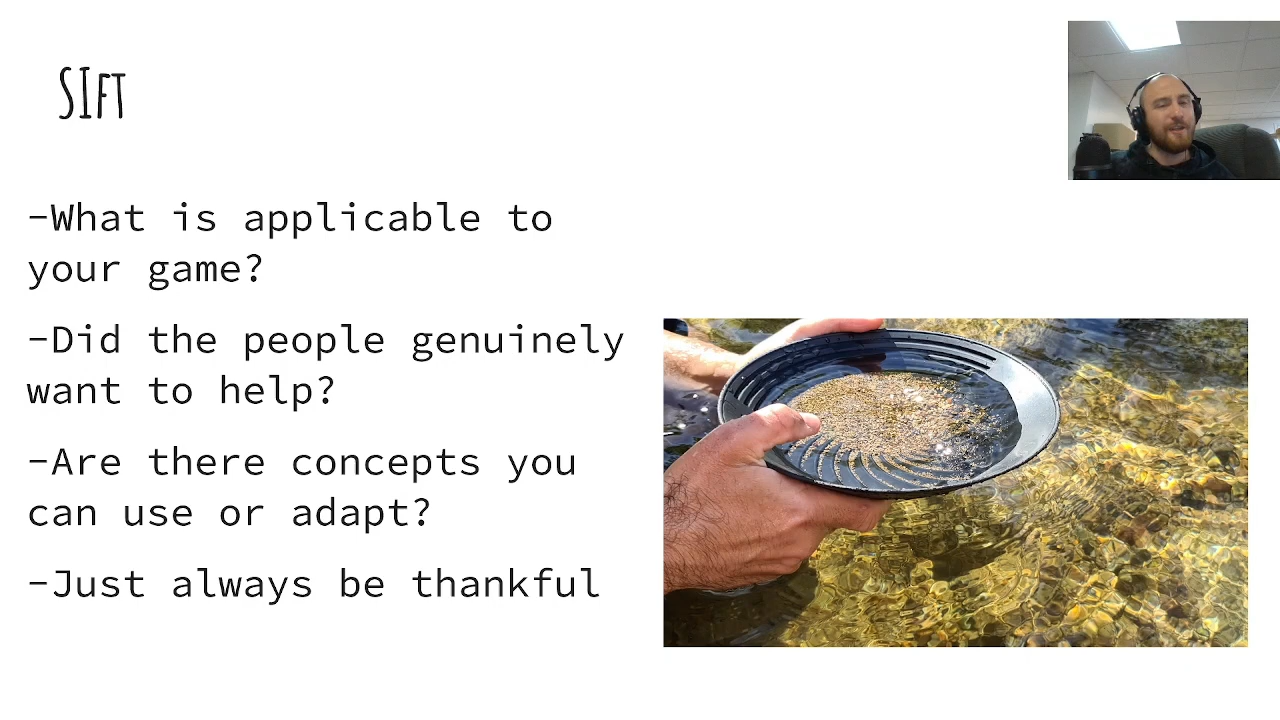 SIft
-What is applicable to
your game?
-Did the people genuinely
want to help?
-Are there concepts you
can use or adapt?
-Just always be thankful